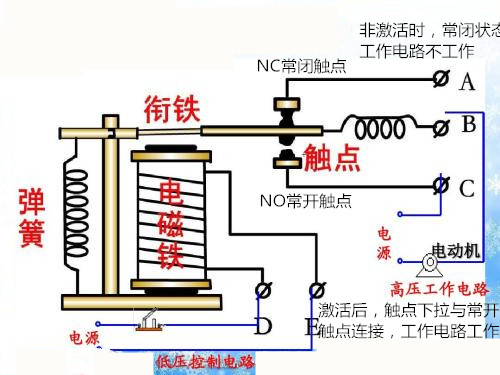 非激活时，常闭状态
工作电路不工作
NC常闭触点
A
衔铁
B
触点
C
NO常开触点
弹簧
电磁铁
电源
电动机
高压工作电路
激活后，触点下拉与常开
触点连接，工作电路工作
D
E
电源
低压控制电路